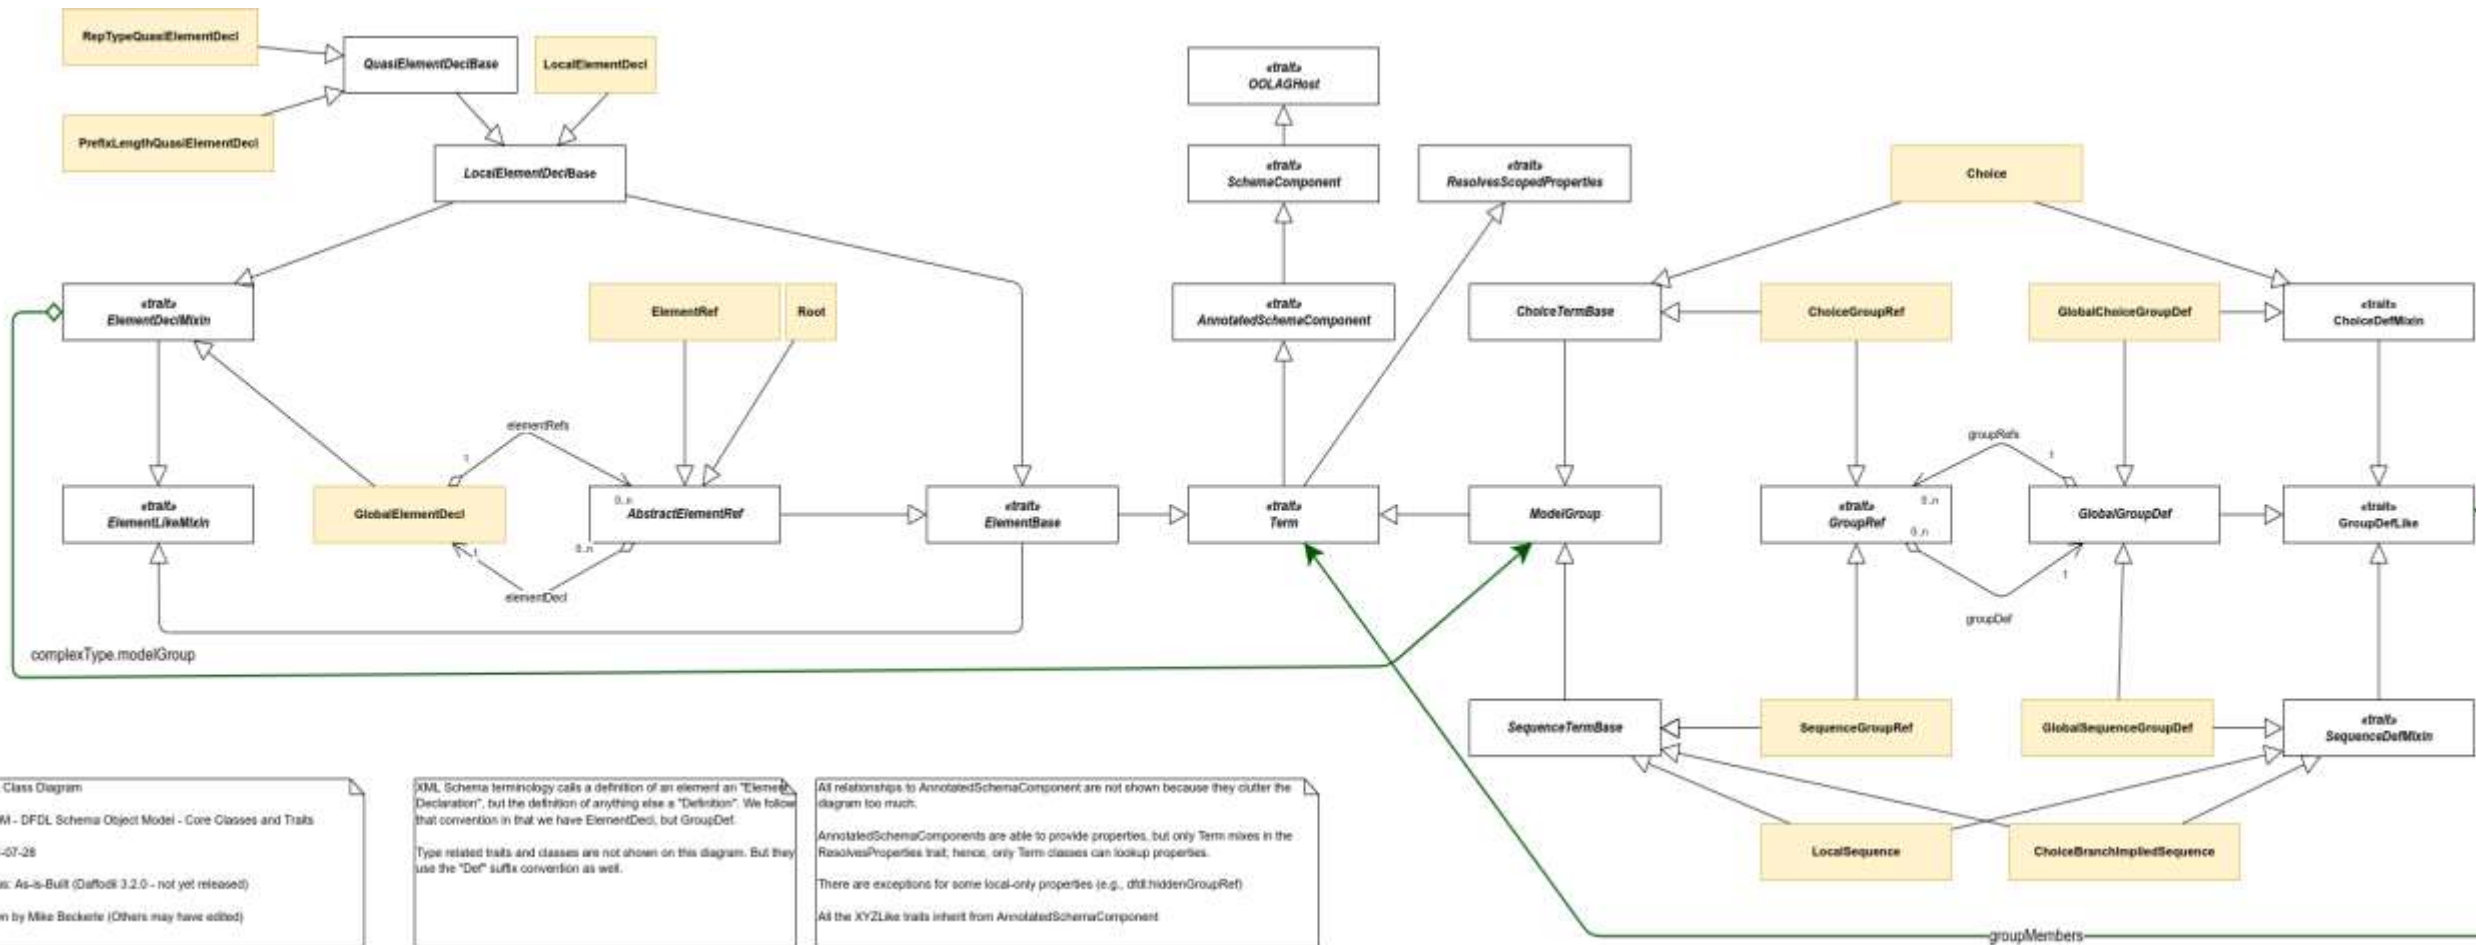 RepTypeQuasiElementDecl
QuasiElementDeclBase
LocalElementDecl
PrefixLengthQuasiElementDecl
LocalElementDeclBase
«trait»
OOLAGHost
«trait»
SchemaComponent
«trait»
ResolvesScopedProperties
Choice
«trait»
ElementDeclMixin
ElementRef
Root
«trait»
AnnotatedSchemaComponent
ChoiceTermBase
ChoiceGroupRef
GlobalChoiceGroupDef
«trait»
ChoiceDefMixin
elementRefs
1
groupRefs
1
«trait»
ElementLikeMixin
GlobalElementDecl
0..n
AbstractElementRef
«trait»
ElementBase
«trait»
Term
ModelGroup
«trait»
GroupRef
0..n
0..n
GlobalGroupDef
«trait»
GroupDefLike
0..n
1
elementDecl
1
groupDef
complexType.modelGroup
SequenceTermBase
SequenceGroupRef
GlobalSequenceGroupDef
«trait»
SequenceDefMixin
LocalSequence
ChoiceBranchImpliedSequence
Class Diagram
M - DFDL Schema Object Model - Core Classes and Traits
-07-28
s: As-is-Built (Daffodil 3.2.0 - not yet released)
n by Mike Beckerle (Others may have edited)
XML Schema terminology calls a definition of an element an "Element
Declaration", but the definition of anything else a "Definition". We follow
that convention in that we have ElementDecl, but GroupDef.
Type related traits and classes are not shown on this diagram. But they
use the "Def" suffix convention as well.
All relationships to AnnotatedSchemaComponent are not shown because they clutter the
diagram too much.
AnnotatedSchemaComponents are able to provide properties, but only Term mixes in the
ResolvesProperties trait; hence, only Term classes can lookup properties.
There are exceptions for some local-only properties (e.g., dfdl:hiddenGroupRef)
All the XYZLike traits inherit from AnnotatedSchemaComponent
groupMembers